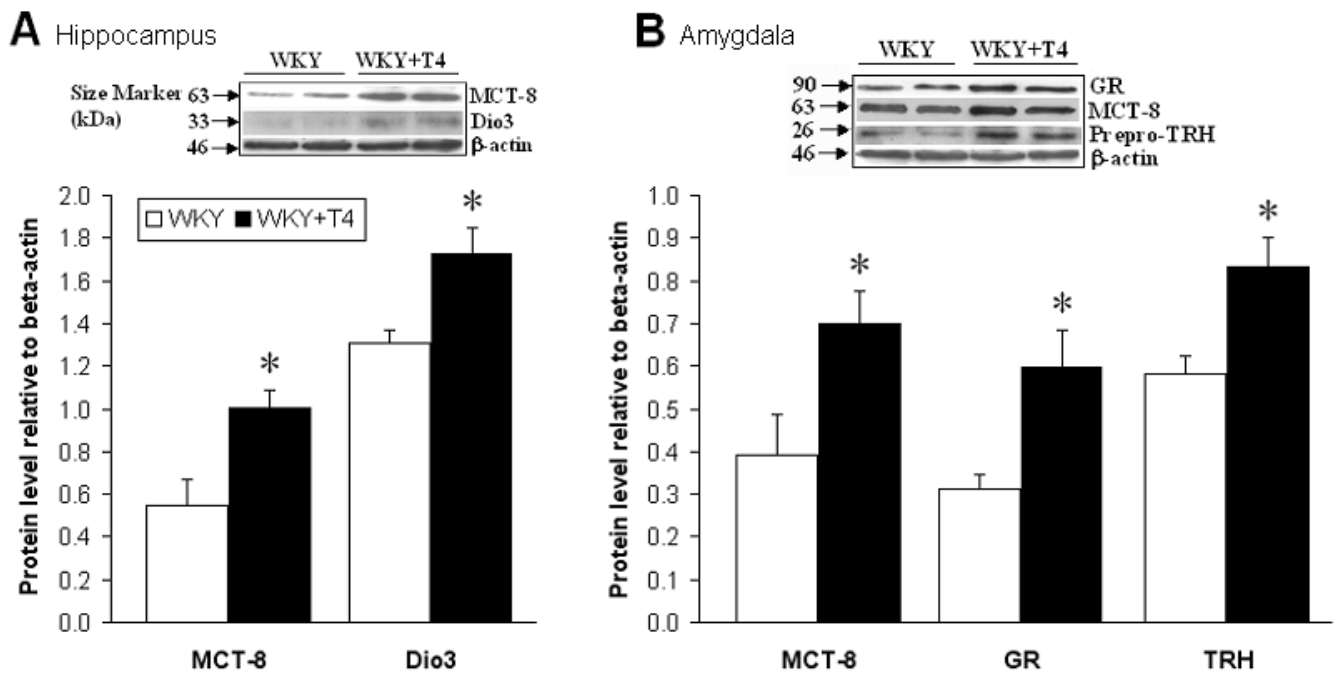 A Hippocampus
WKY WKY+T4
Size Marker 63 MCT-8
(kDa) 33 Dio3
46 β-actin
2.0
1.8
1.6
1.4
1.2
1.0
0.8
0.6
0.4
0.2
0.0
Protein level relative to beta-actin
WKY WKY+T4
*
*
MCT-8 Dio3
B Amygdala
WKY WKY+T4
90 GR
63 MCT-8
26 Prepro-TRH
46 β-actin
1.0
0.9
0.8
0.7
0.6
0.5
0.4
0.3
0.2
0.1
0.0
Protein level relative to beta-actin
*
*
*
MCT-8 GR TRH